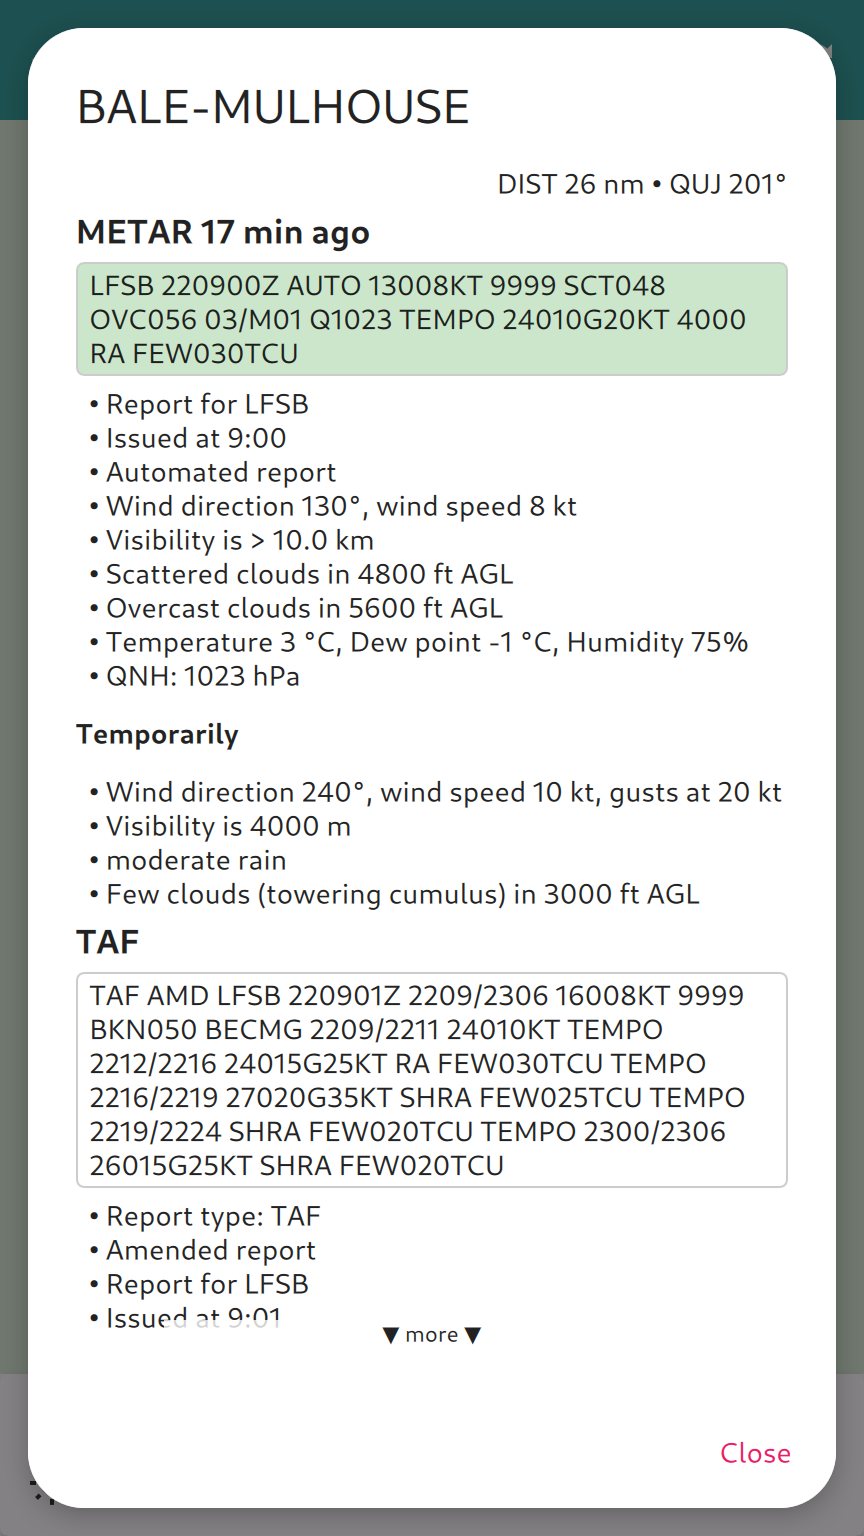 BALE-MULHOUSE
DIST 26 nm • QUJ 201°
METAR 17 min ago
LFSB 220900Z AUTO 13008KT 9999 SCT048
OVC056 03/M01 Q1023 TEMPO 24010G20KT 4000
RA FEW030TCU
• Report for LFSB
• Issued at 9:00
• Automated report
• Wind direction 130°, wind speed 8 kt
• Visibility is > 10.0 km
• Scattered clouds in 4800 ft AGL
• Overcast clouds in 5600 ft AGL
• Temperature 3 °C, Dew point -1 °C, Humidity 75%
• QNH: 1023 hPa
Temporarily
• Wind direction 240°, wind speed 10 kt, gusts at 20 kt
• Visibility is 4000 m
• moderate rain
• Few clouds (towering cumulus) in 3000 ft AGL
TAF
TAF AMD LFSB 220901Z 2209/2306 16008KT 9999
BKN050 BECMG 2209/2211 24010KT TEMPO
2212/2216 24015G25KT RA FEW030TCU TEMPO
2216/2219 27020G35KT SHRA FEW025TCU TEMPO
2219/2224 SHRA FEW020TCU TEMPO 2300/2306
26015G25KT SHRA FEW020TCU
• Report type: TAF
• Amended report
• Report for LFSB
• Issued at 9:01
▼ more ▼
Close